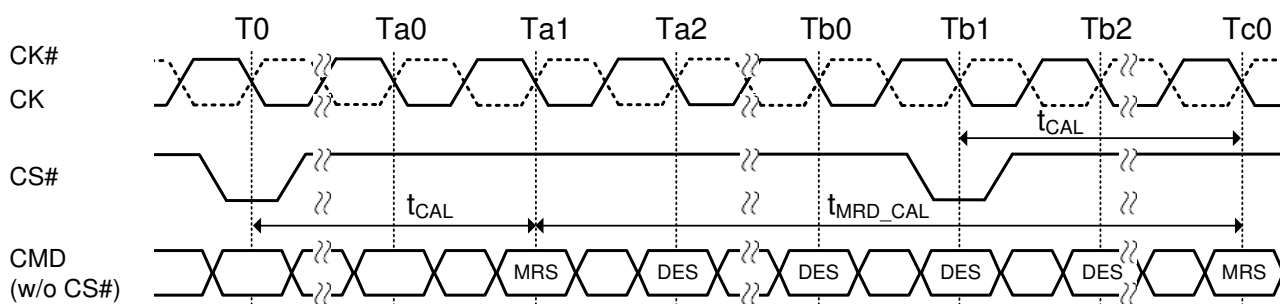 T0 Ta0 Ta1 Ta2 Tb0 Tb1 Tb2 Tc0
CK#
CK
tCAL
CS#
tCAL tMRD_CAL
CMD MRS DES DES DES DES MRS
(w/o CS#)